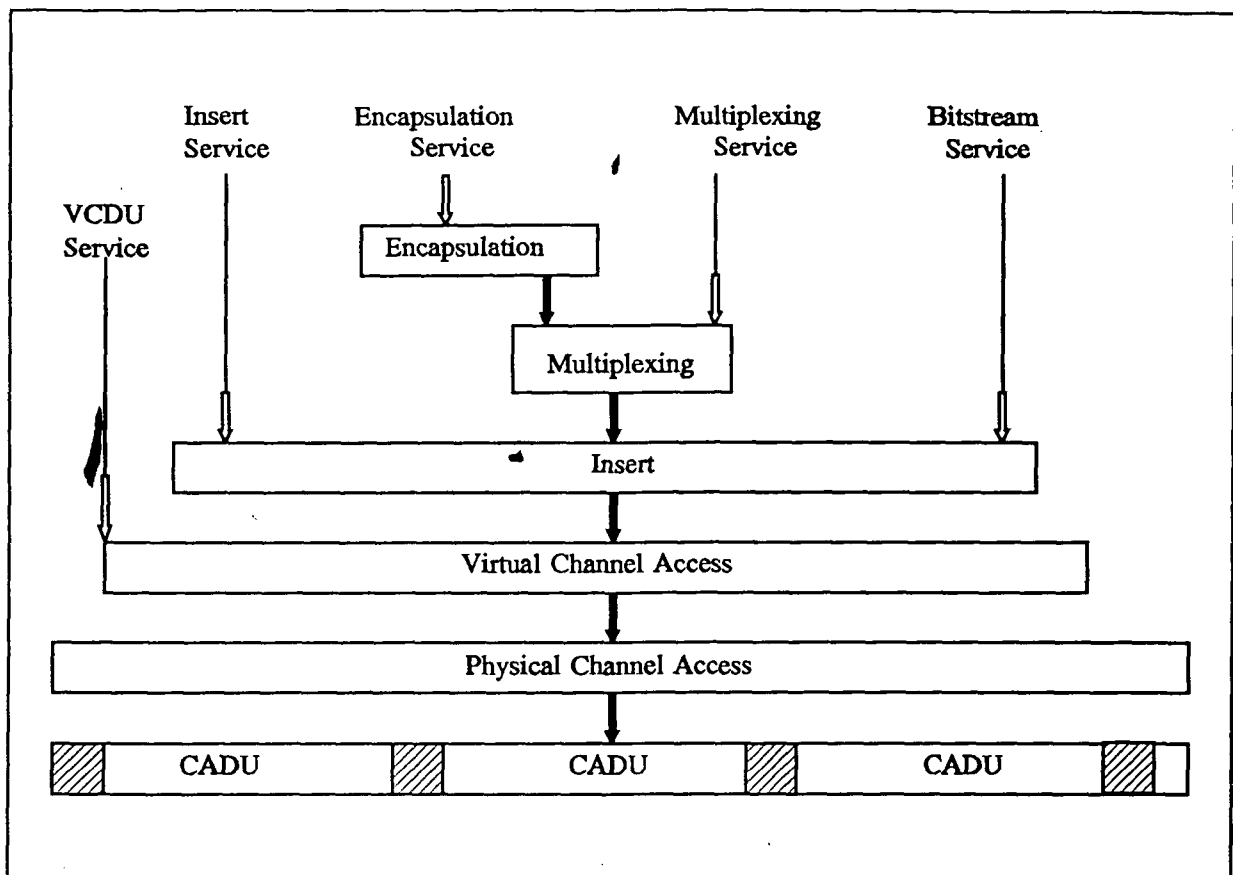 Insert
Service
Encapsulation
Service
Multiplexing
Service
Bitstream
Service
VCDU
Service
Encapsulation
Multiplexing
Insert
Virtual Channel Access
Physical Channel Access
CADU
CADU
CADU